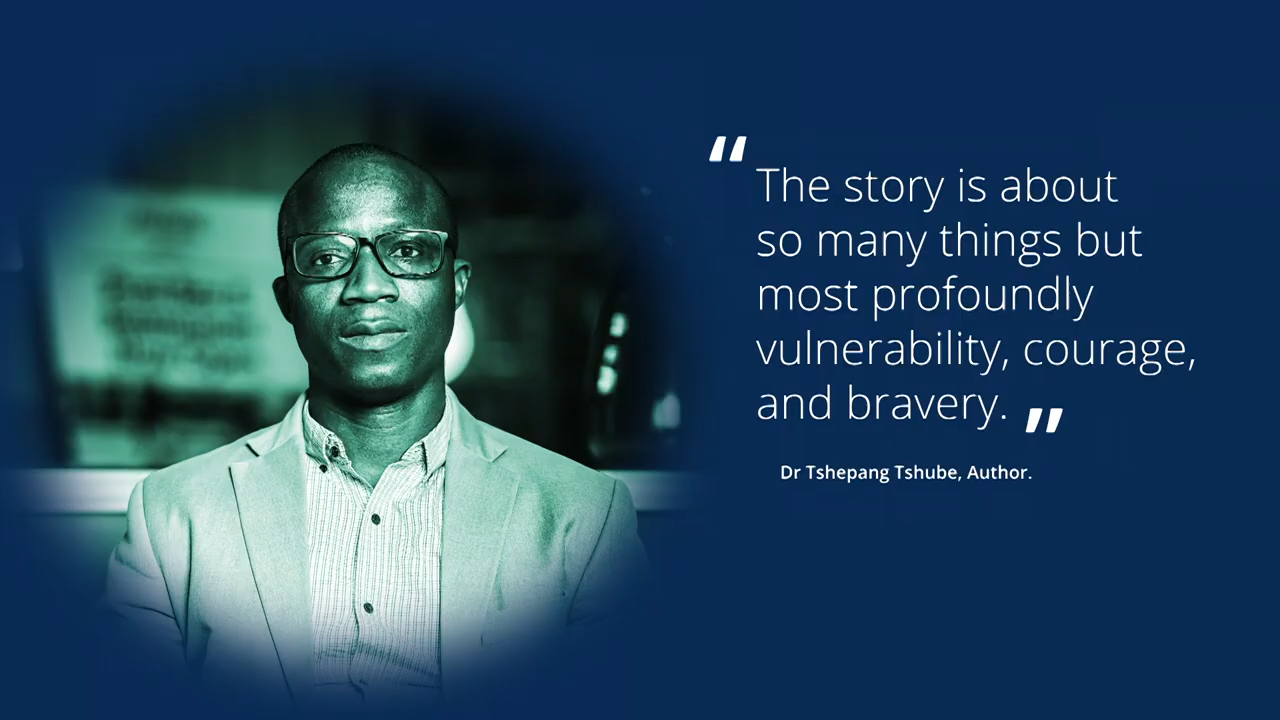 “The story is about
so many things but
most profoundly
vulnerability, courage,
and bravery.”
Dr Tshepang Tshube, Author.